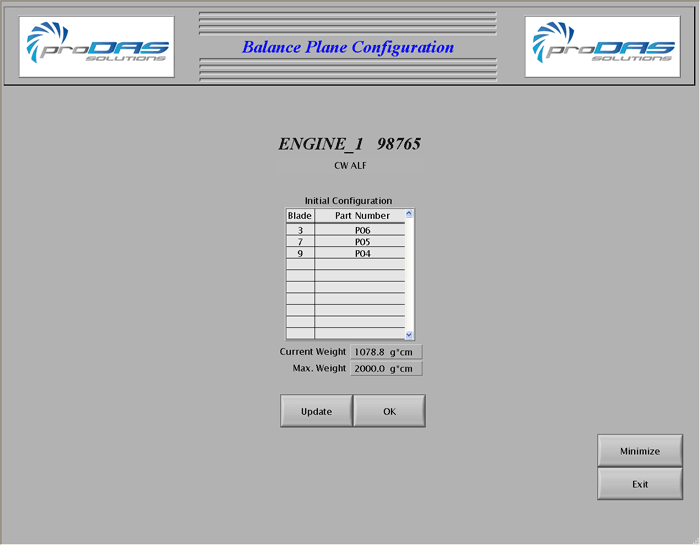 proDAS
SOLUTIONS
Balance Plane Configuration
proDAS
SOLUTIONS
ENGINE_1 98765
CW ALF
Initial Configuration
Blade Part Number
3 P06
7 P05
9 P04
Current Weight 1078.8 g*cm
Max. Weight 2000.0 g*cm
Update OK
Minimize
Exit